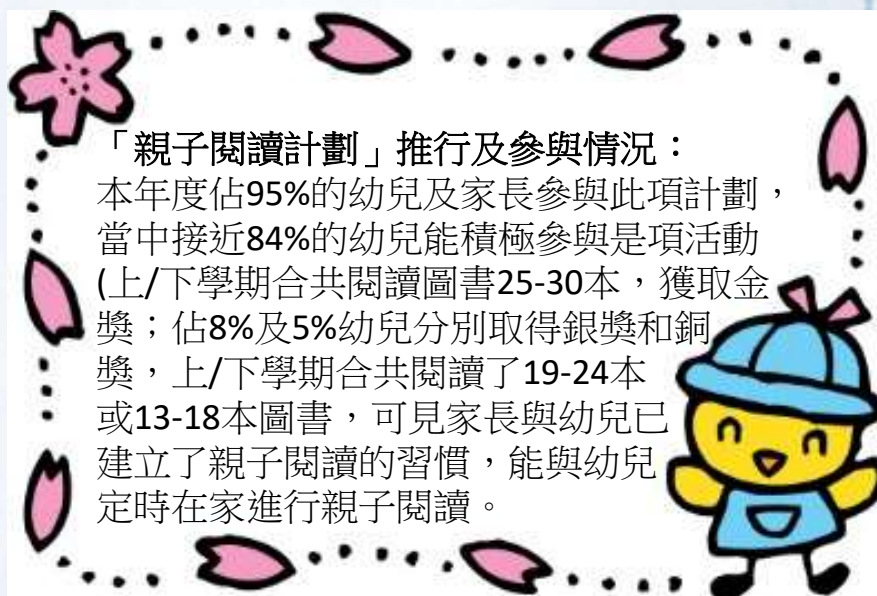 「親子閱讀計劃」推行及參與情況：
本年度佔95%的幼兒及家長參與此項計劃，
當中接近84%的幼兒能積極參與是項活動
(上/下學期合共閱讀圖書25-30本，獲取金
獎；佔8%及5%幼兒分別取得銀獎和銅
獎，上/下學期合共閱讀了19-24本
或13-18本圖書，可見家長與幼兒已
建立了親子閱讀的習慣，能與幼兒
定時在家進行親子閱讀。